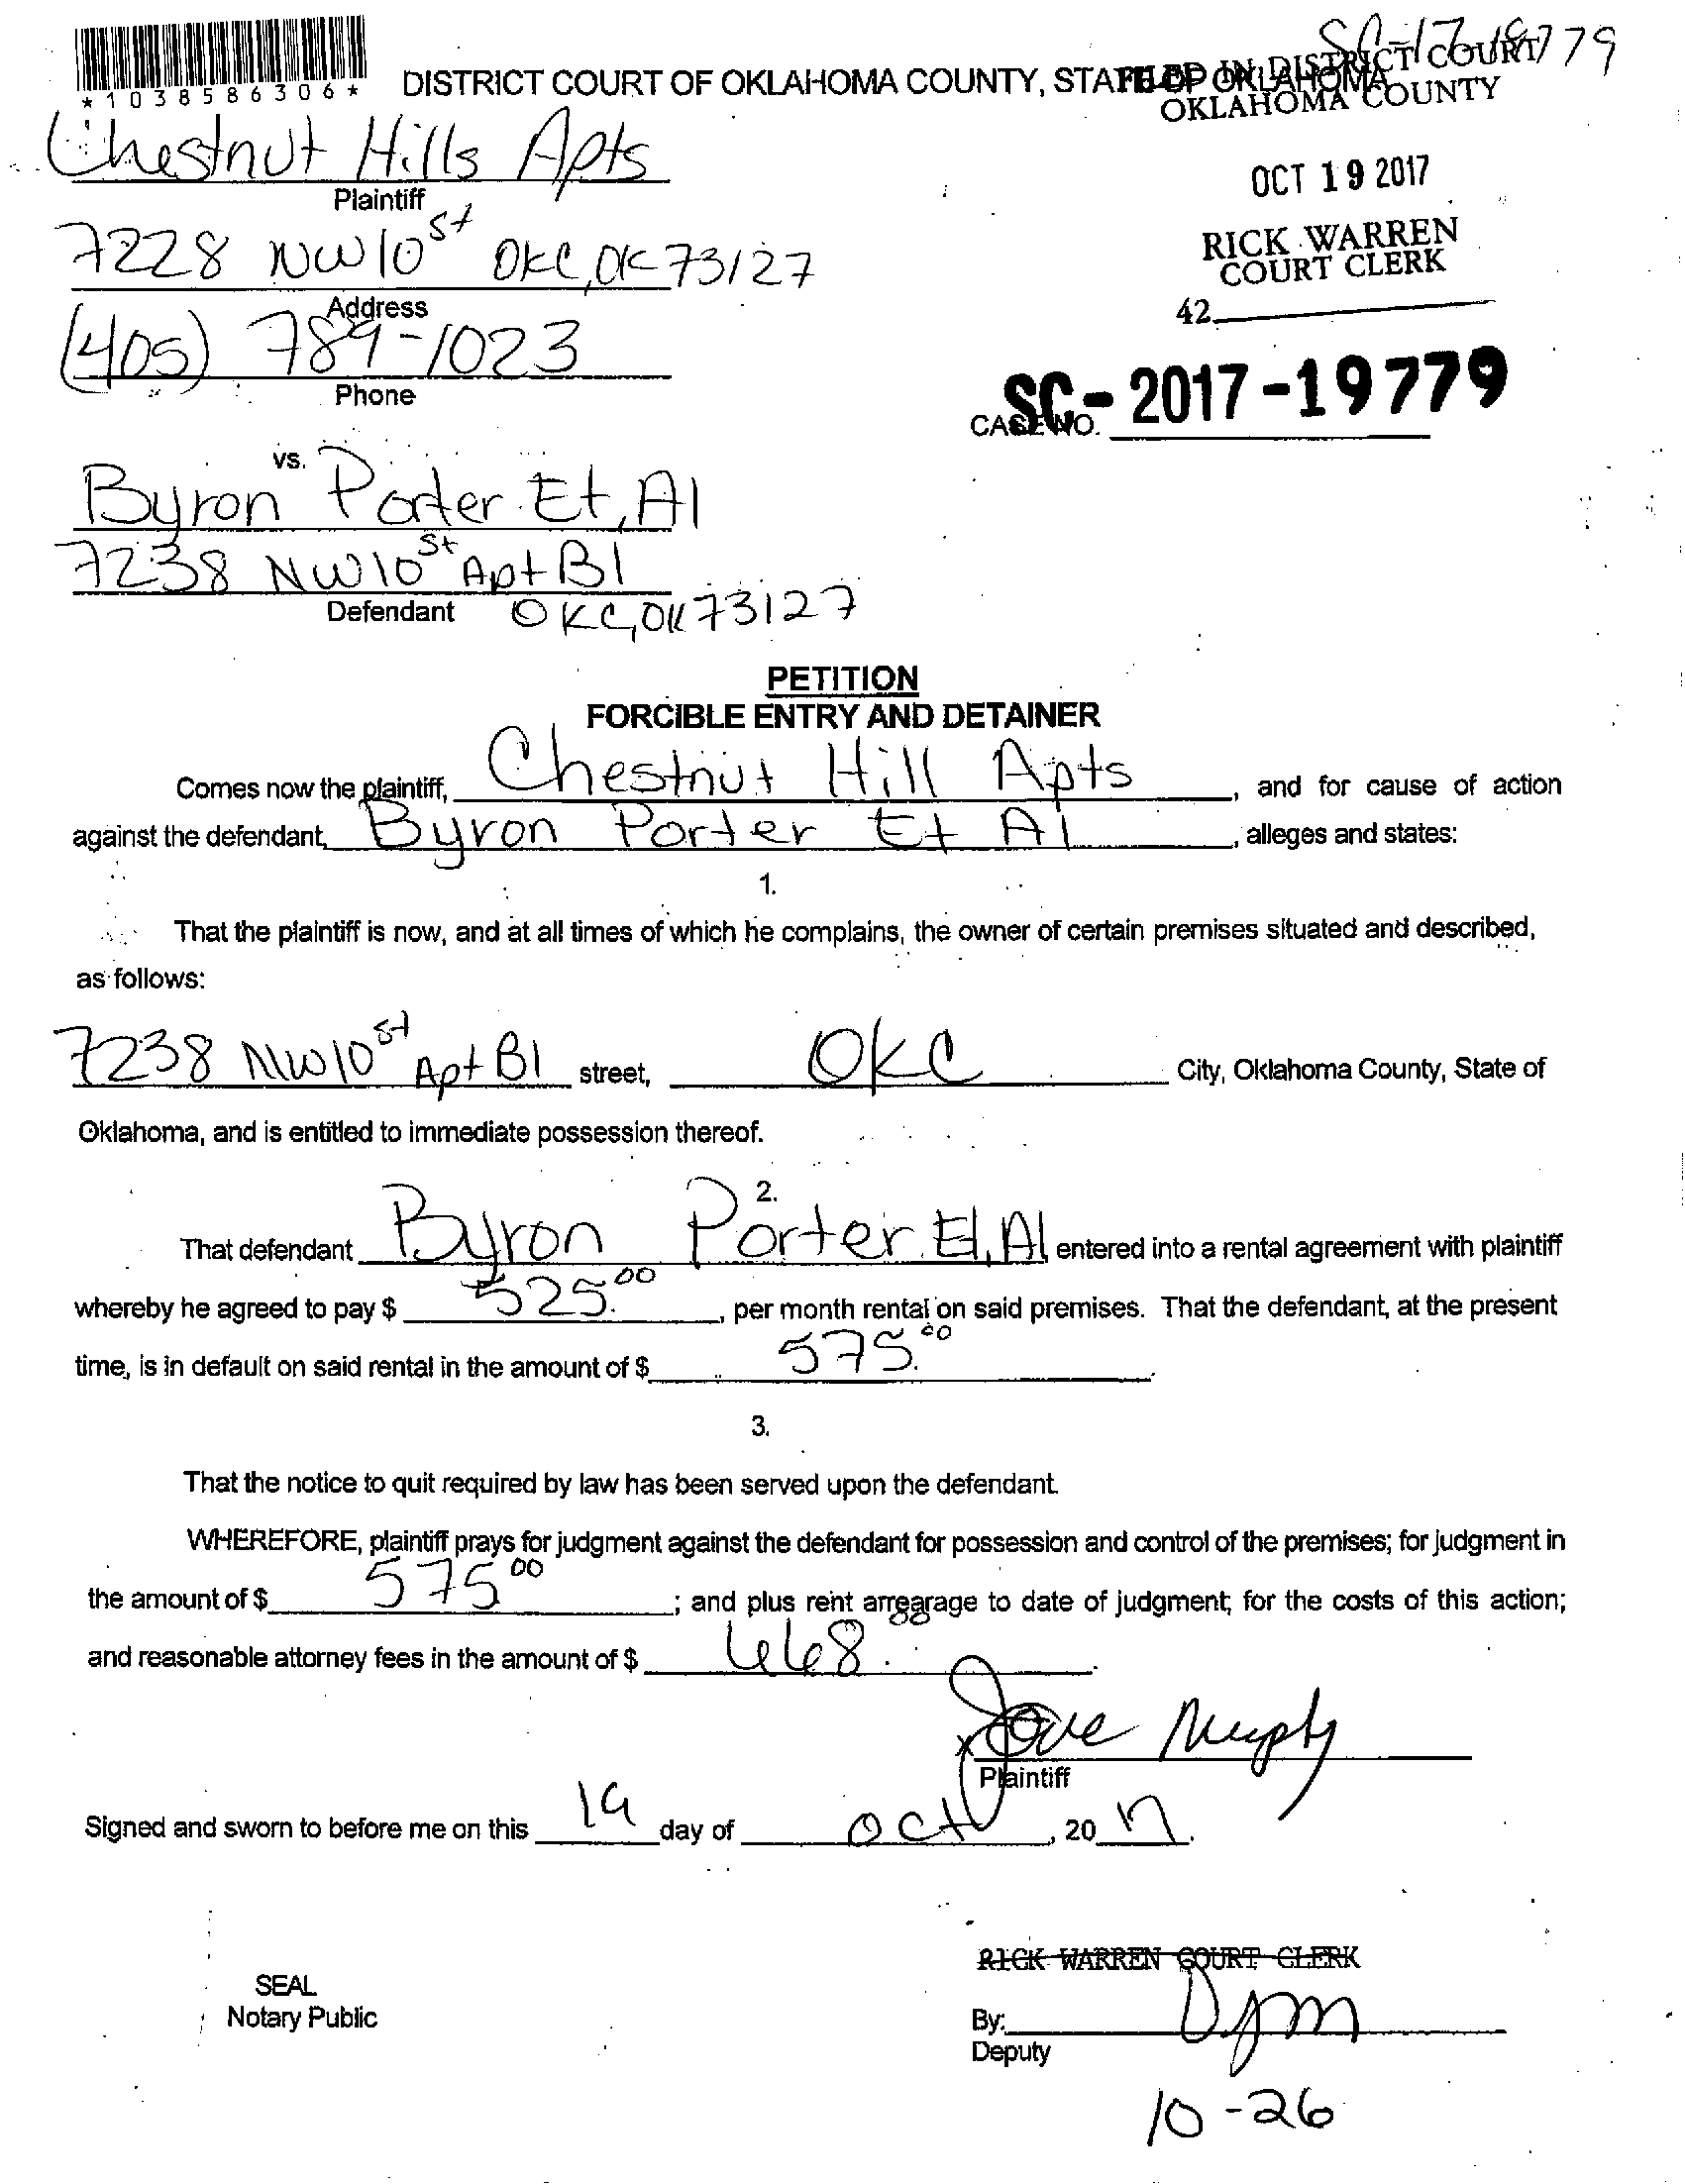 SC-17-19779
DISTRICT COURT OF OKLAHOMA COUNTY, STATE OF OKLAHOMA
FILED IN DISTRICT COURT
OKLAHOMA COUNTY
*1038586306*
Chestnut Hills Apts
Plaintiff
OCT 19 2017
7228 NW 10st OKC, OK 73127
Address
RICK WARREN
COURT CLERK
42
(405) 789-1023
Phone
CASE NO. SC-2017-19779
vs.
Byron Porter Et, Al
7238 NW 10st Apt B1
Defendant OKC, OK 73127
PETITION
FORCIBLE ENTRY AND DETAINER
Comes now the plaintiff, Chestnut Hill Apts, and for cause of action
against the defendant, Byron Porter Et Al, alleges and states:
1.
That the plaintiff is now, and at all times of which he complains, the owner of certain premises situated and described,
as follows:
7238 NW 10st Apt B1 street, OKC City, Oklahoma County, State of
Oklahoma, and is entitled to immediate possession thereof.
2.
That defendant Byron Porter Et, Al entered into a rental agreement with plaintiff
whereby he agreed to pay $ 525.00, per month rental on said premises. That the defendant, at the present
time, is in default on said rental in the amount of $ 575.00.
3.
That the notice to quit required by law has been served upon the defendant.
WHEREFORE, plaintiff prays for judgment against the defendant for possession and control of the premises; for judgment in
the amount of $ 575 00; and plus rent arrearage to date of judgment; for the costs of this action;
and reasonable attorney fees in the amount of $ 668.00.
Murphy
Plaintiff
Signed and sworn to before me on this 19 day of Oct, 2017.
RICK WARREN COURT CLERK
SEAL
Notary Public
By:
Deputy
10-26